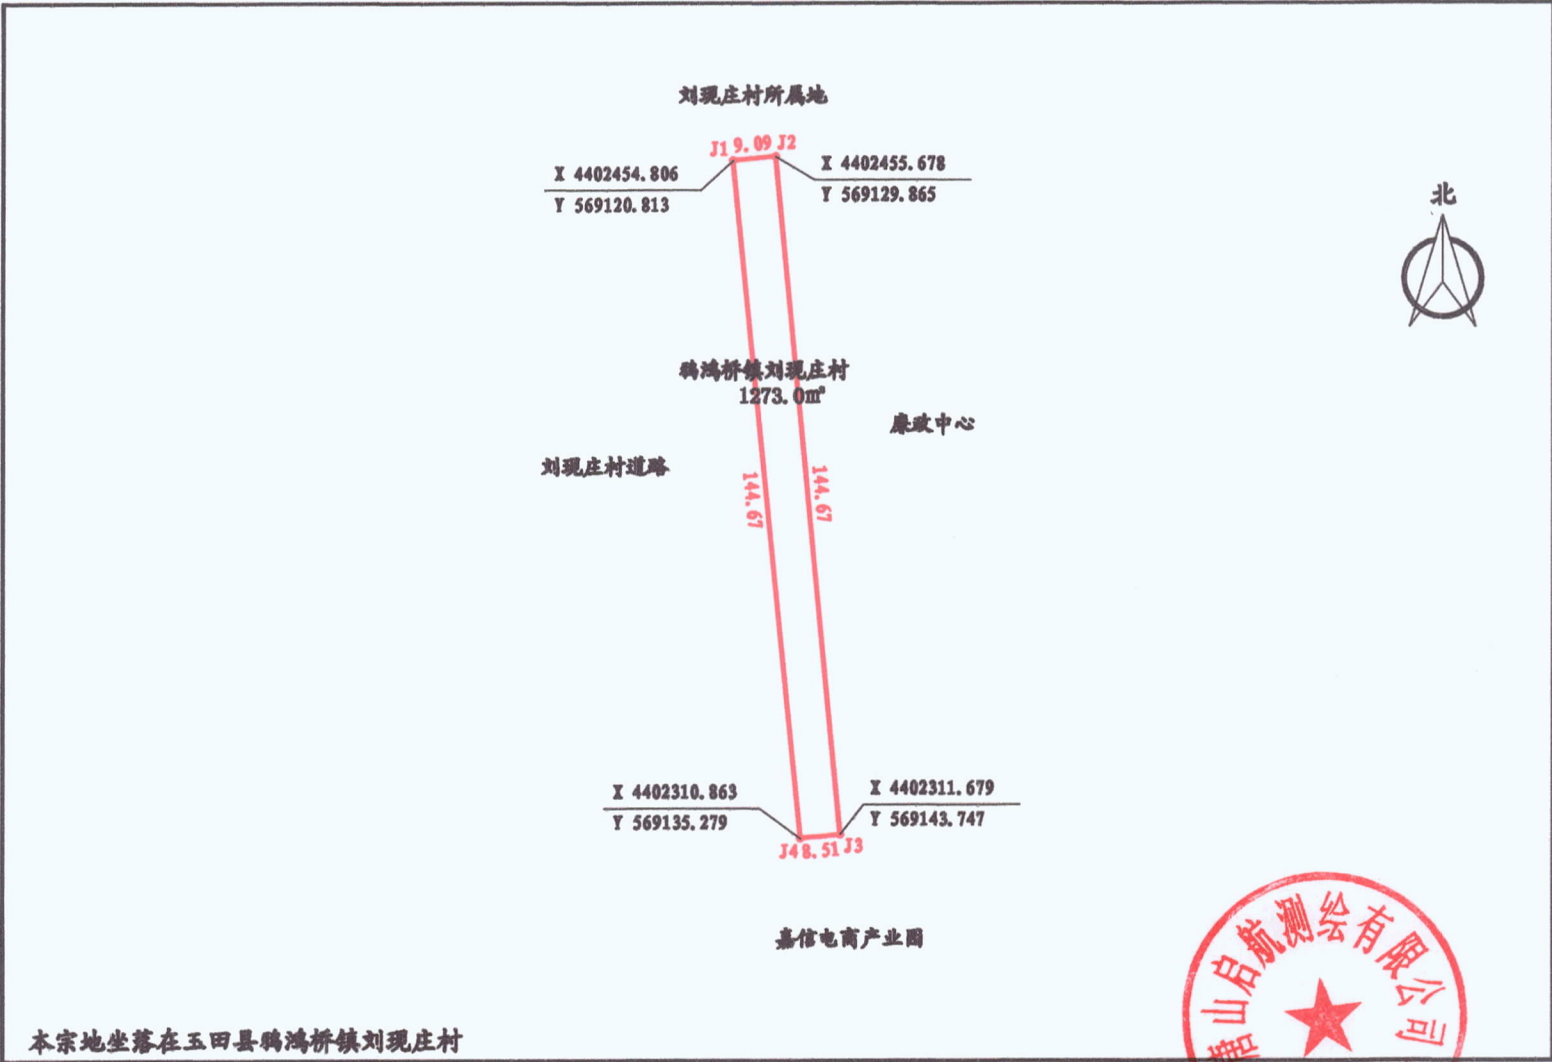 刘现庄村所属地
J1 9.09 J2
X 4402454.806
Y 569120.813
X 4402455.678
Y 569129.865
北
鸦鸿桥镇刘现庄村
1273.0㎡
廉政中心
刘现庄村道路
144.67
144.67
X 4402310.863
Y 569135.279
X 4402311.679
Y 569143.747
J4 8.51 J3
嘉信电商产业园
本宗地坐落在玉田县鸦鸿桥镇刘现庄村
唐山启航测绘有限公司